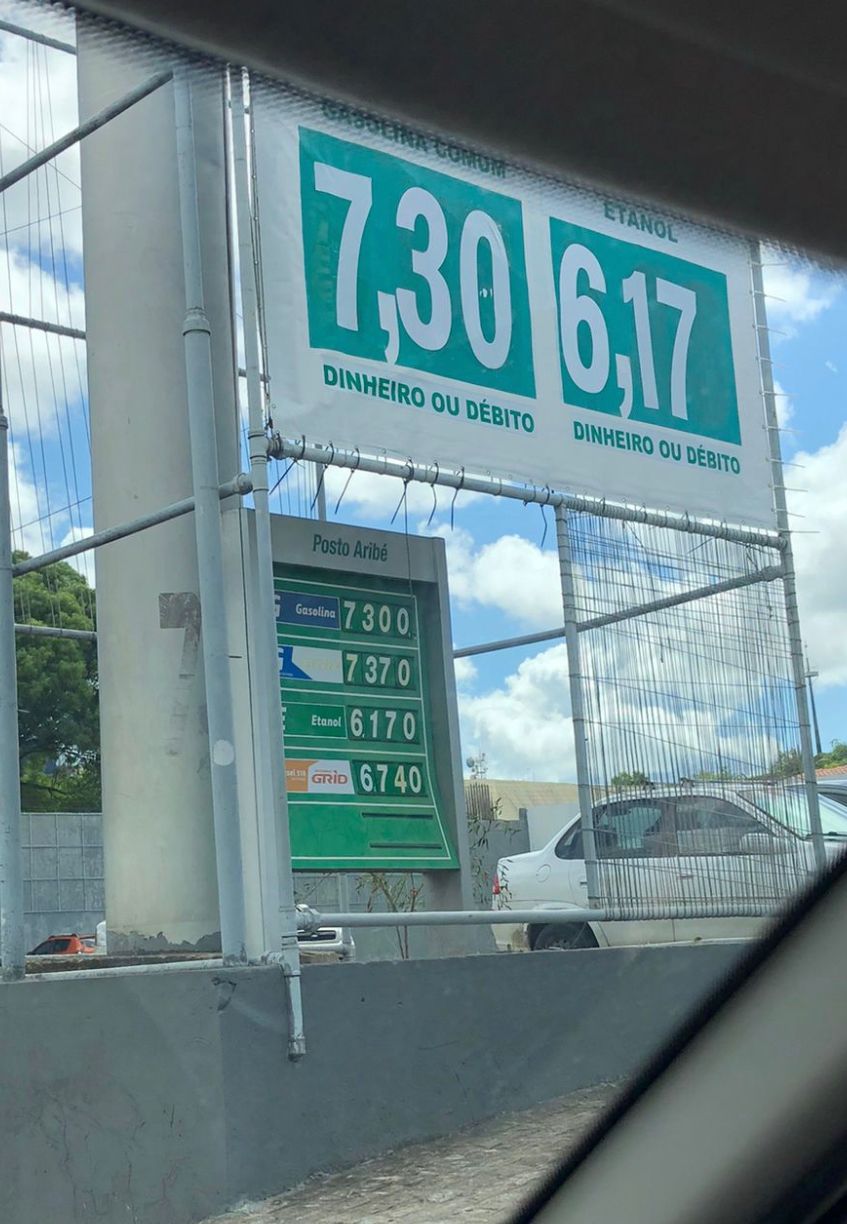 GASOLINA COMUM
7,30
DINHEIRO OU DÉBITO
ETANOL
6,17
DINHEIRO OU DÉBITO
Posto Aribé
Gasolina 7300
7370
Etanol 6170
GRID 6740
7